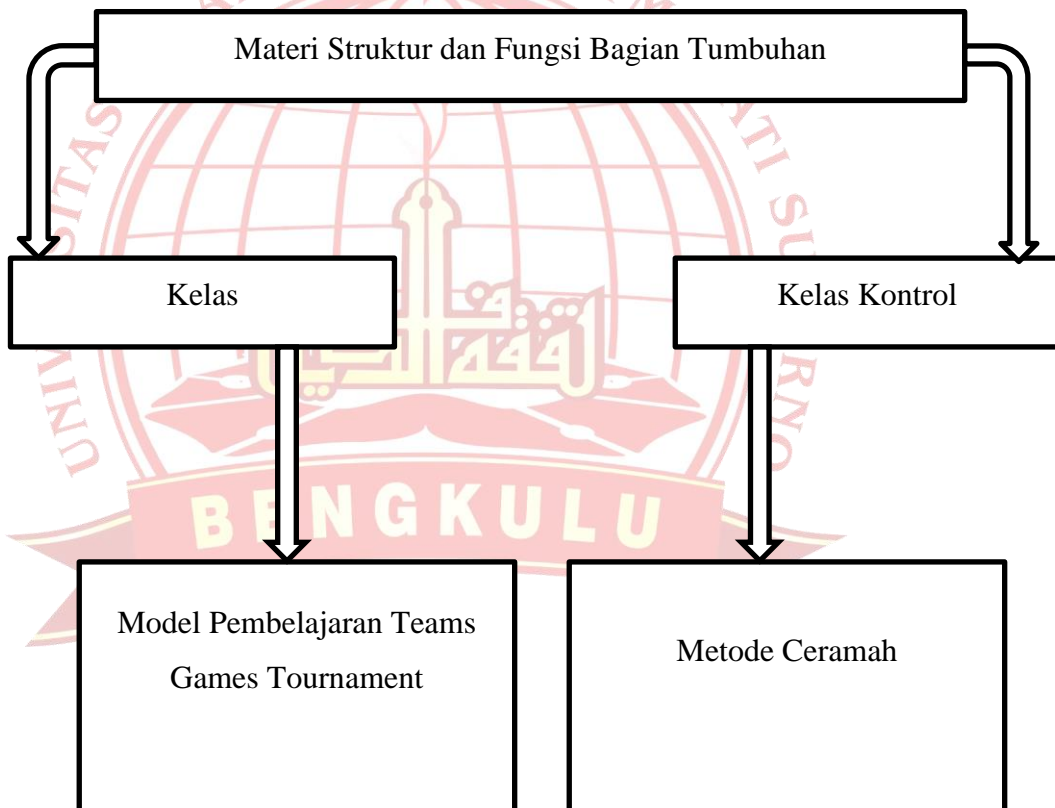 Materi Struktur dan Fungsi Bagian Tumbuhan
Kelas
Kelas Kontrol
Model Pembelajaran Teams
Games Tournament
Metode Ceramah
BENGKULU